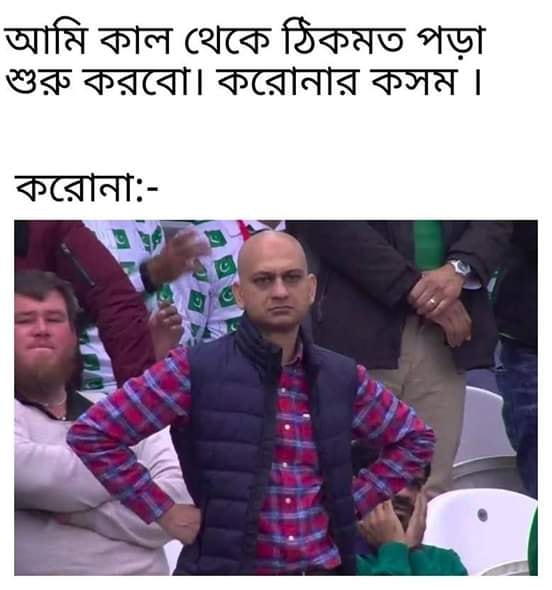 আমি কাল থেকে ঠিকমত পড়া
শুরু করবো। করোনার কসম ।
করোনা:-